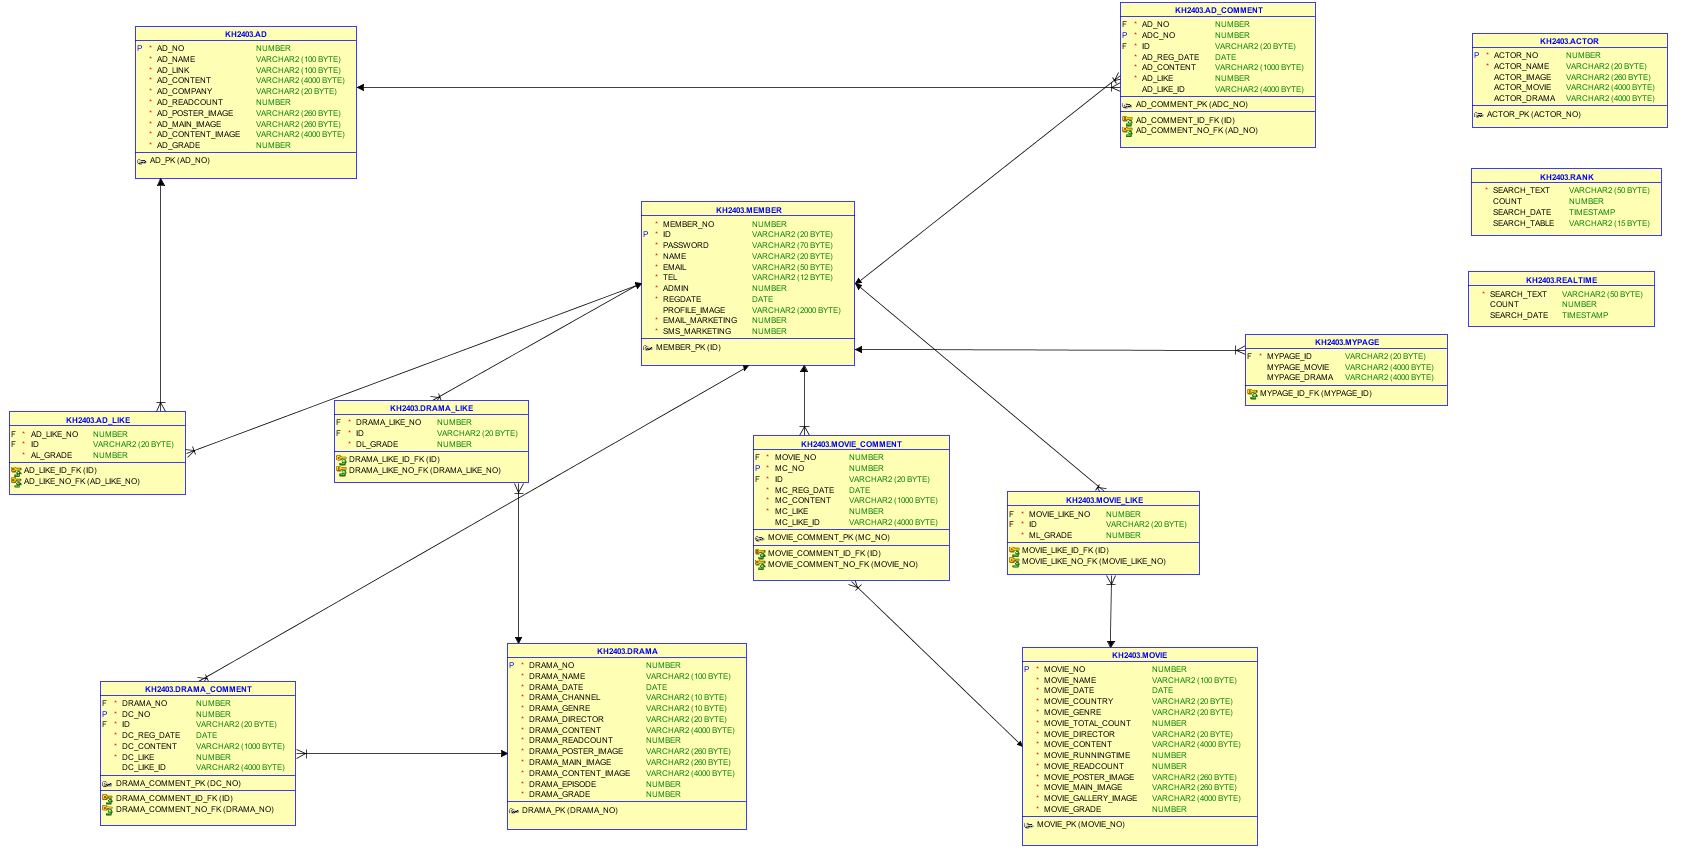 KH2403.AD
P * AD_NO NUMBER
* AD_NAME VARCHAR2 (100 BYTE)
* AD_LINK VARCHAR2 (100 BYTE)
* AD_CONTENT VARCHAR2 (4000 BYTE)
* AD_COMPANY VARCHAR2 (20 BYTE)
* AD_READCOUNT NUMBER
* AD_POSTER_IMAGE VARCHAR2 (260 BYTE)
* AD_MAIN_IMAGE VARCHAR2 (260 BYTE)
* AD_CONTENT_IMAGE VARCHAR2 (4000 BYTE)
* AD_GRADE NUMBER
AD_PK (AD_NO)
KH2403.AD_COMMENT
F * AD_NO NUMBER
P * ADC_NO NUMBER
F * ID VARCHAR2 (20 BYTE)
* AD_REG_DATE DATE
* AD_CONTENT VARCHAR2 (1000 BYTE)
* AD_LIKE NUMBER
AD_LIKE_ID VARCHAR2 (4000 BYTE)
AD_COMMENT_PK (ADC_NO)
AD_COMMENT_ID_FK (ID)
AD_COMMENT_NO_FK (AD_NO)
KH2403.ACTOR
P * ACTOR_NO NUMBER
* ACTOR_NAME VARCHAR2 (20 BYTE)
ACTOR_IMAGE VARCHAR2 (260 BYTE)
ACTOR_MOVIE VARCHAR2 (4000 BYTE)
ACTOR_DRAMA VARCHAR2 (4000 BYTE)
ACTOR_PK (ACTOR_NO)
KH2403.RANK
* SEARCH_TEXT VARCHAR2 (50 BYTE)
COUNT NUMBER
SEARCH_DATE TIMESTAMP
SEARCH_TABLE VARCHAR2 (15 BYTE)
KH2403.MEMBER
* MEMBER_NO NUMBER
P * ID VARCHAR2 (20 BYTE)
* PASSWORD VARCHAR2 (70 BYTE)
* NAME VARCHAR2 (20 BYTE)
* EMAIL VARCHAR2 (50 BYTE)
* TEL VARCHAR2 (12 BYTE)
* ADMIN NUMBER
* REGDATE DATE
PROFILE_IMAGE VARCHAR2 (2000 BYTE)
* EMAIL_MARKETING NUMBER
* SMS_MARKETING NUMBER
MEMBER_PK (ID)
KH2403.REALTIME
* SEARCH_TEXT VARCHAR2 (50 BYTE)
COUNT NUMBER
SEARCH_DATE TIMESTAMP
KH2403.MYPAGE
F * MYPAGE_ID VARCHAR2 (20 BYTE)
MYPAGE_MOVIE VARCHAR2 (4000 BYTE)
MYPAGE_DRAMA VARCHAR2 (4000 BYTE)
MYPAGE_ID_FK (MYPAGE_ID)
KH2403.AD_LIKE
F * AD_LIKE_NO NUMBER
F * ID VARCHAR2 (20 BYTE)
* AL_GRADE NUMBER
AD_LIKE_ID_FK (ID)
AD_LIKE_NO_FK (AD_LIKE_NO)
KH2403.DRAMA_LIKE
F * DRAMA_LIKE_NO NUMBER
F * ID VARCHAR2 (20 BYTE)
* DL_GRADE NUMBER
DRAMA_LIKE_ID_FK (ID)
DRAMA_LIKE_NO_FK (DRAMA_LIKE_NO)
KH2403.MOVIE_COMMENT
F * MOVIE_NO NUMBER
P * MC_NO NUMBER
F * ID VARCHAR2 (20 BYTE)
* MC_REG_DATE DATE
* MC_CONTENT VARCHAR2 (1000 BYTE)
* MC_LIKE NUMBER
MC_LIKE_ID VARCHAR2 (4000 BYTE)
MOVIE_COMMENT_PK (MC_NO)
MOVIE_COMMENT_ID_FK (ID)
MOVIE_COMMENT_NO_FK (MOVIE_NO)
KH2403.MOVIE_LIKE
F * MOVIE_LIKE_NO NUMBER
F * ID VARCHAR2 (20 BYTE)
* ML_GRADE NUMBER
MOVIE_LIKE_ID_FK (ID)
MOVIE_LIKE_NO_FK (MOVIE_LIKE_NO)
KH2403.DRAMA_COMMENT
F * DRAMA_NO NUMBER
P * DC_NO NUMBER
F * ID VARCHAR2 (20 BYTE)
* DC_REG_DATE DATE
* DC_CONTENT VARCHAR2 (1000 BYTE)
* DC_LIKE NUMBER
DC_LIKE_ID VARCHAR2 (4000 BYTE)
DRAMA_COMMENT_PK (DC_NO)
DRAMA_COMMENT_ID_FK (ID)
DRAMA_COMMENT_NO_FK (DRAMA_NO)
KH2403.DRAMA
P * DRAMA_NO NUMBER
* DRAMA_NAME VARCHAR2 (100 BYTE)
* DRAMA_DATE DATE
* DRAMA_CHANNEL VARCHAR2 (10 BYTE)
* DRAMA_GENRE VARCHAR2 (10 BYTE)
* DRAMA_DIRECTOR VARCHAR2 (20 BYTE)
* DRAMA_CONTENT VARCHAR2 (4000 BYTE)
* DRAMA_READCOUNT NUMBER
* DRAMA_POSTER_IMAGE VARCHAR2 (260 BYTE)
* DRAMA_MAIN_IMAGE VARCHAR2 (260 BYTE)
* DRAMA_CONTENT_IMAGE VARCHAR2 (4000 BYTE)
* DRAMA_EPISODE NUMBER
* DRAMA_GRADE NUMBER
DRAMA_PK (DRAMA_NO)
KH2403.MOVIE
P * MOVIE_NO NUMBER
* MOVIE_NAME VARCHAR2 (100 BYTE)
* MOVIE_DATE DATE
* MOVIE_COUNTRY VARCHAR2 (20 BYTE)
* MOVIE_GENRE VARCHAR2 (20 BYTE)
* MOVIE_TOTAL_COUNT NUMBER
* MOVIE_DIRECTOR VARCHAR2 (20 BYTE)
* MOVIE_CONTENT VARCHAR2 (4000 BYTE)
* MOVIE_RUNNINGTIME NUMBER
* MOVIE_READCOUNT NUMBER
* MOVIE_POSTER_IMAGE VARCHAR2 (260 BYTE)
* MOVIE_MAIN_IMAGE VARCHAR2 (260 BYTE)
* MOVIE_GALLERY_IMAGE VARCHAR2 (4000 BYTE)
* MOVIE_GRADE NUMBER
MOVIE_PK (MOVIE_NO)